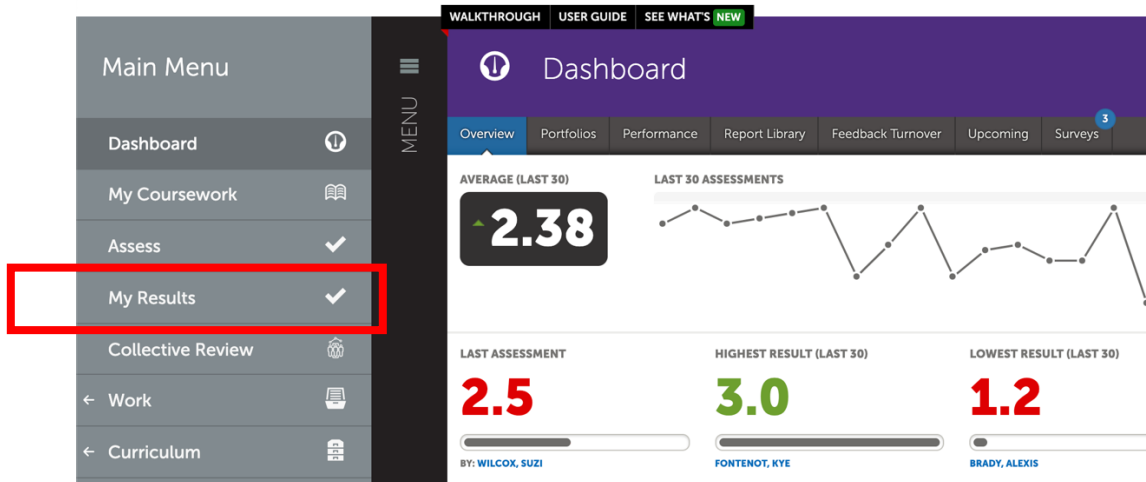 WALKTHROUGH USER GUIDE SEE WHAT'S NEW
Main Menu
MENU
Dashboard
Dashboard
My Coursework
Assess
My Results
Collective Review
← Work
← Curriculum
Overview Portfolios Performance Report Library Feedback Turnover Upcoming Surveys 3
AVERAGE (LAST 30)
2.38
LAST 30 ASSESSMENTS
LAST ASSESSMENT
2.5
BY: WILCOX, SUZI
HIGHEST RESULT (LAST 30)
3.0
FONTENOT, KYE
LOWEST RESULT (LAST 30)
1.2
BRADY, ALEXIS